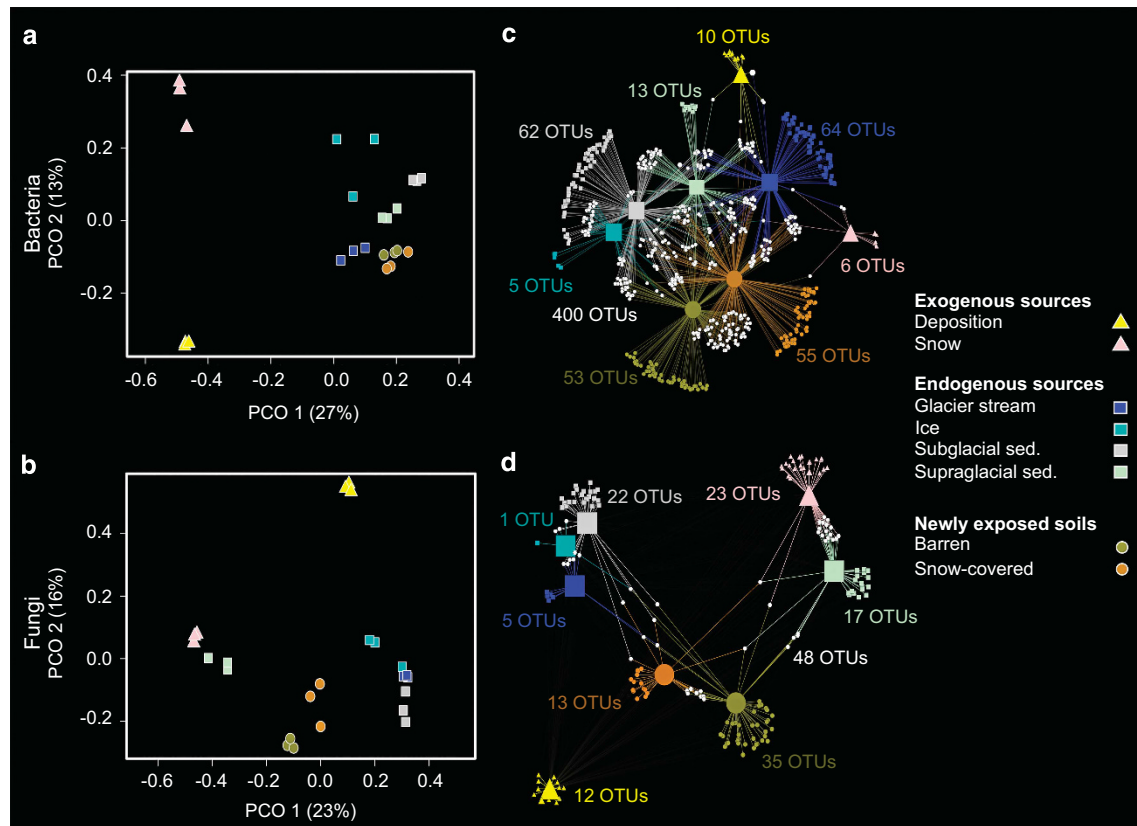 a
0.4
0.2
0.0
-0.2
Bacteria
PCO 2 (13%)
-0.6 -0.4 -0.2 0.0 0.2 0.4
PCO 1 (27%)
b
0.4
0.2
0.0
-0.2
Fungi
PCO 2 (16%)
-0.6 -0.4 -0.2 0.0 0.2 0.4
PCO 1 (23%)
c
10 OTUs
13 OTUs
62 OTUs
64 OTUs
6 OTUs
5 OTUs
400 OTUs
55 OTUs
53 OTUs
d
22 OTUs
23 OTUs
1 OTU
5 OTUs
17 OTUs
48 OTUs
13 OTUs
35 OTUs
12 OTUs
Exogenous sources
Deposition
Snow
Endogenous sources
Glacier stream
Ice
Subglacial sed.
Supraglacial sed.
Newly exposed soils
Barren
Snow-covered